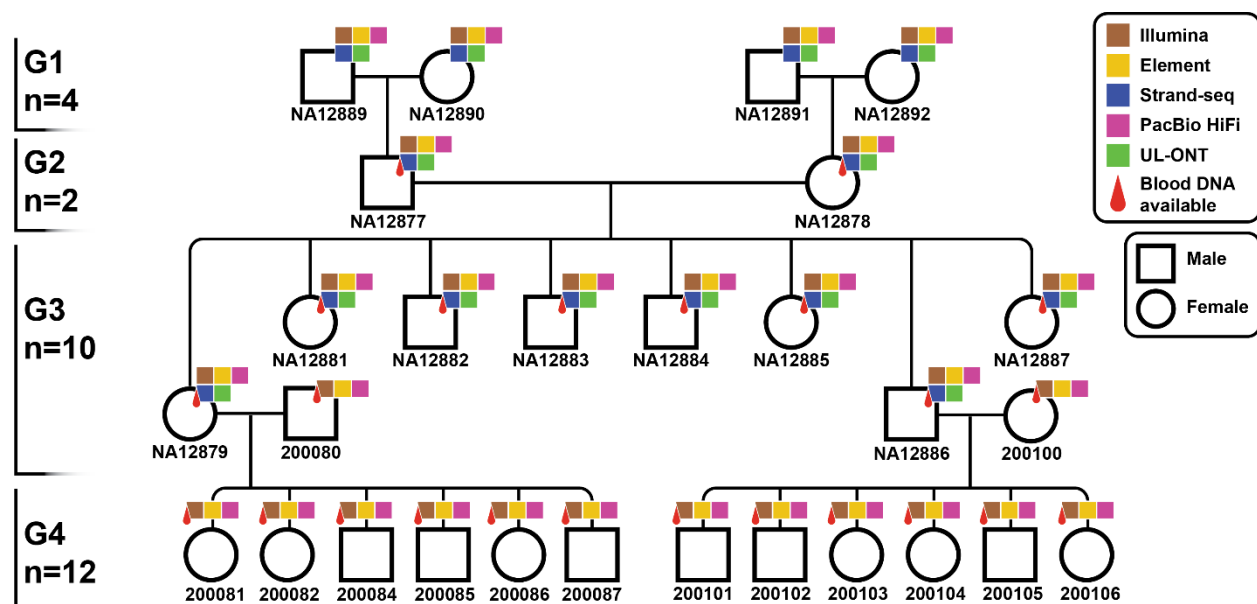 G1
n=4
NA12889
NA12890
NA12891
NA12892
Illumina
Element
Strand-seq
PacBio HiFi
UL-ONT
Blood DNA
available
G2
n=2
NA12877
NA12878
Male
Female
G3
n=10
NA12881
NA12882
NA12883
NA12884
NA12885
NA12887
NA12879
200080
NA12886
200100
G4
n=12
200081
200082
200084
200085
200086
200087
200101
200102
200103
200104
200105
200106